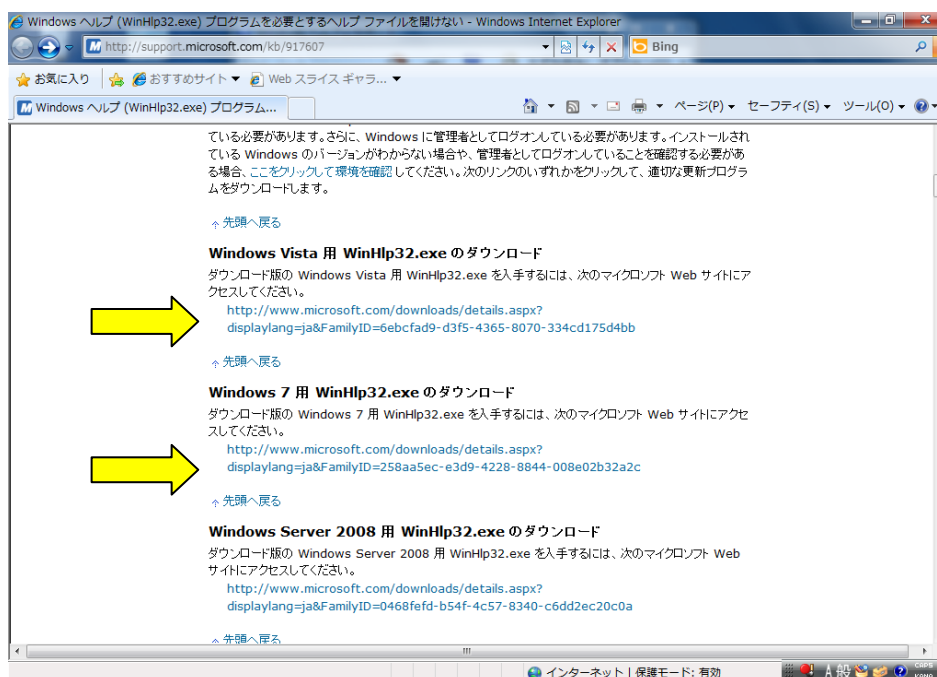 Windows ヘルプ (WinHlp32.exe) プログラムを必要とするヘルプ ファイルを開けない - Windows Internet Explorer
http://support.microsoft.com/kb/917607
Bing
お気に入り
おすすめサイト
Web スライス ギャラ...
Windows ヘルプ (WinHlp32.exe) プログラム...
ページ(P)
セーフティ(S)
ツール(O)
ている必要があります。さらに、Windows に管理者としてログオンしている必要があります。インストールされ
ている Windows のバージョンがわからない場合や、管理者としてログオンしていることを確認する必要があ
る場合、ここをクリックして環境を確認してください。次のリンクのいずれかをクリックして、適切な更新プログラ
ムをダウンロードします。
先頭へ戻る
Windows Vista 用 WinHlp32.exe のダウンロード
ダウンロード版の Windows Vista 用 WinHlp32.exe を入手するには、次のマイクロソフト Web サイトにア
クセスしてください。
http://www.microsoft.com/downloads/details.aspx?
displaylang=ja&FamilyID=6ebcfad9-d3f5-4365-8070-334cd175d4bb
先頭へ戻る
Windows 7 用 WinHlp32.exe のダウンロード
ダウンロード版の Windows 7 用 WinHlp32.exe を入手するには、次のマイクロソフト Web サイトにアクセ
スしてください。
http://www.microsoft.com/downloads/details.aspx?
displaylang=ja&FamilyID=258aa5ec-e3d9-4228-8844-008e02b32a2c
先頭へ戻る
Windows Server 2008 用 WinHlp32.exe のダウンロード
ダウンロード版の Windows Server 2008 用 WinHlp32.exe を入手するには、次のマイクロソフト Web
サイトにアクセスしてください。
http://www.microsoft.com/downloads/details.aspx?
displaylang=ja&FamilyID=0468fefd-b54f-4c57-8340-c6dd2ec20c0a
先頭へ戻る
インターネット | 保護モード: 有効
A 般
CAPS
KANA